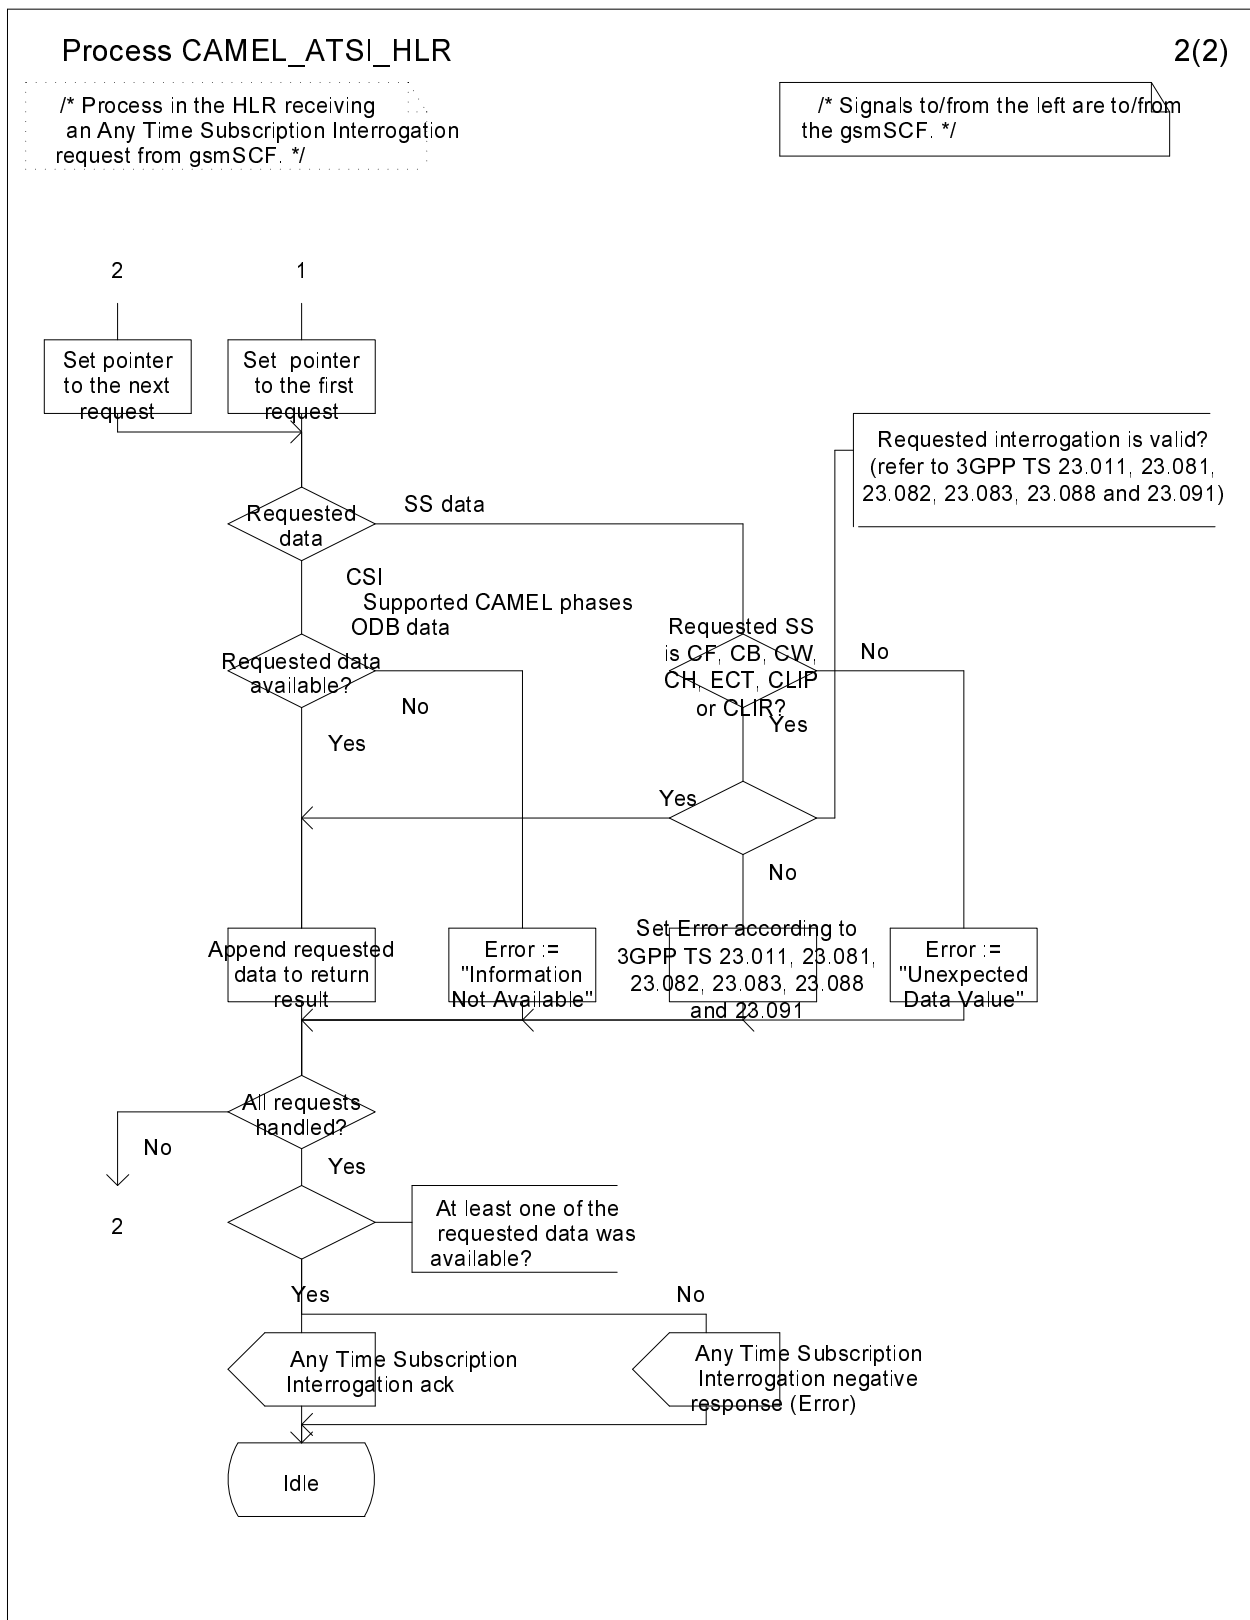 Process CAMEL_ATSI_HLR
2(2)
/* Process in the HLR receiving
an Any Time Subscription Interrogation
request from gsmSCF. */
/* Signals to/from the left are to/from
the gsmSCF. */
2
1
Set pointer
to the next
request
Set pointer
to the first
request
Requested interrogation is valid?
(refer to 3GPP TS 23.011, 23.081,
23.082, 23.083, 23.088 and 23.091)
Requested
data
SS data
CSI
Supported CAMEL phases
ODB data
Requested data
available?
No
Yes
Requested SS
is CF, CB, CW,
CH, ECT, CLIP
or CLIR?
No
Yes
Yes
No
Append requested
data to return
result
Error :=
"Information
Not Available"
Set Error according to
3GPP TS 23.011, 23.081,
23.082, 23.083, 23.088
and 23.091
Error :=
"Unexpected
Data Value"
All requests
handled?
No
Yes
2
At least one of the
requested data was
available?
Yes
No
Any Time Subscription
Interrogation ack
Any Time Subscription
Interrogation negative
response (Error)
Idle